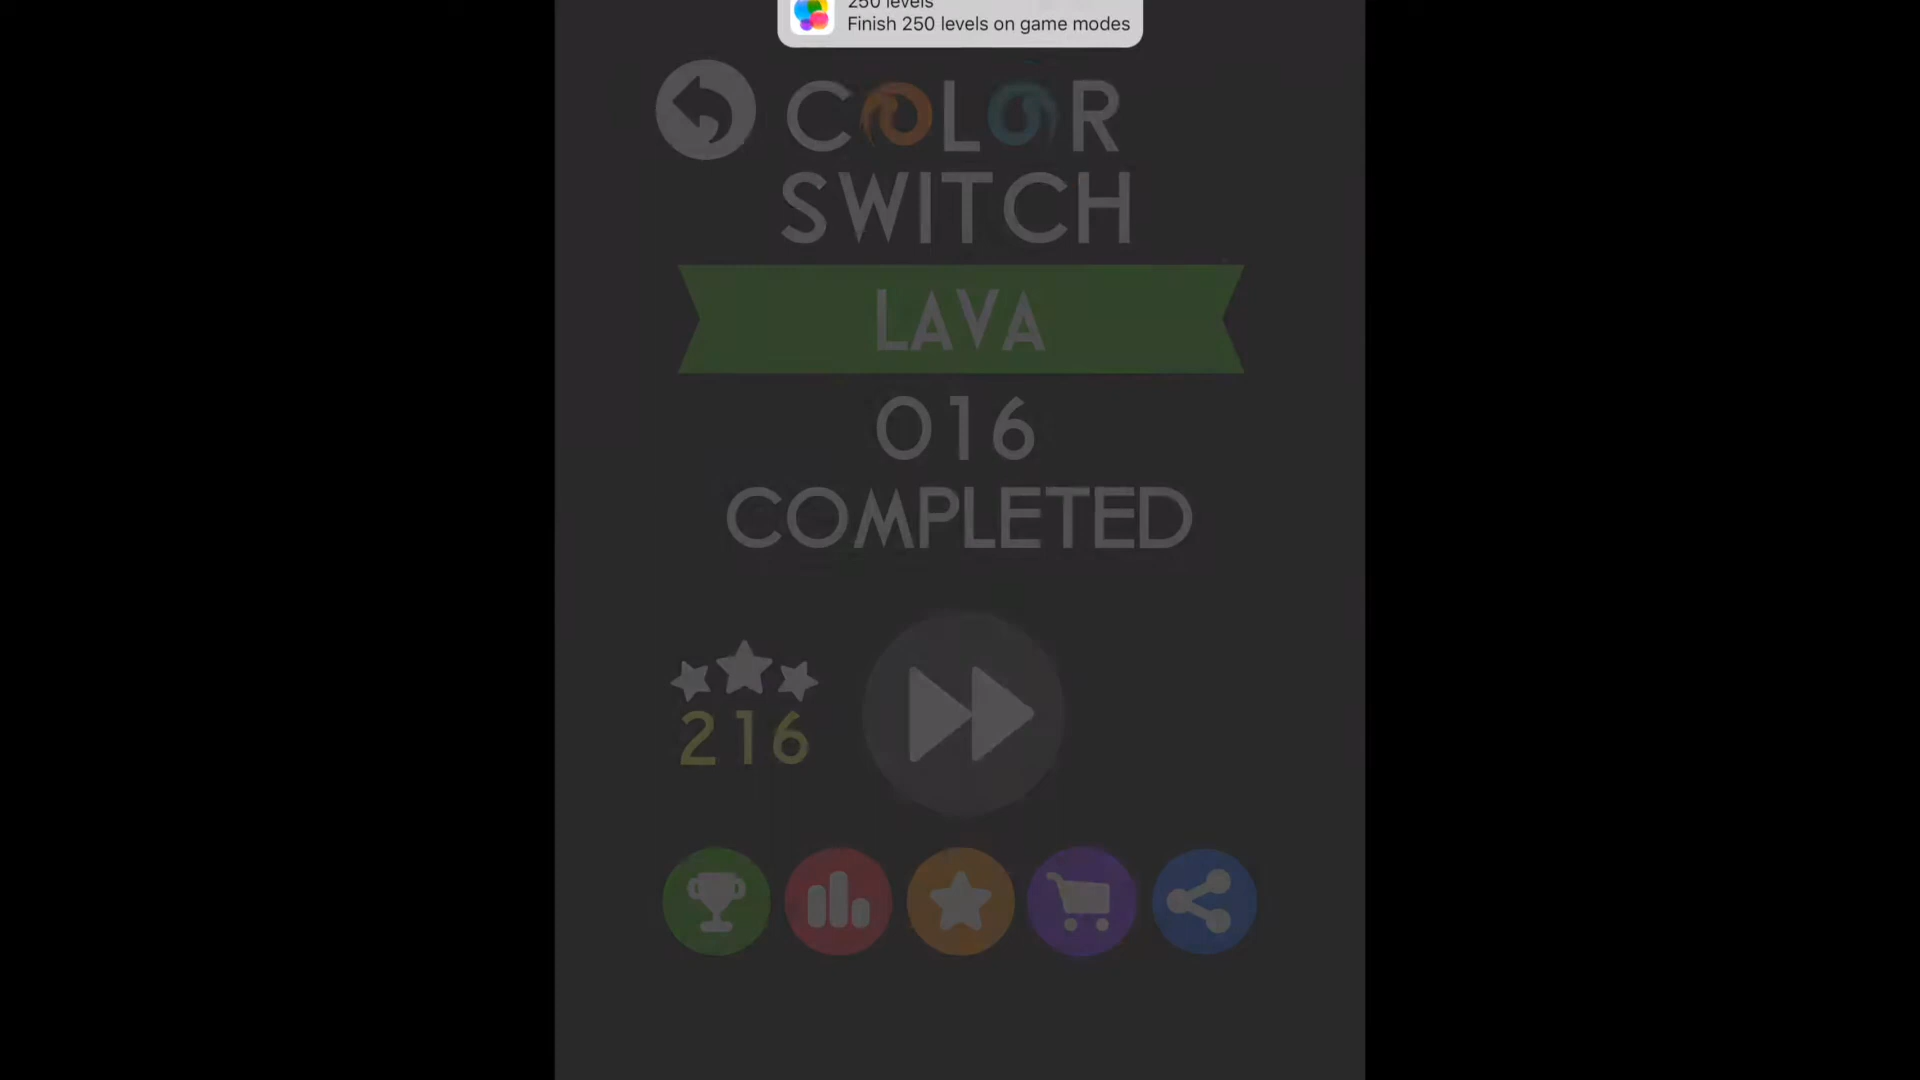 250 levels
Finish 250 levels on game modes
COLOR
SWITCH
LAVA
016
COMPLETED
216